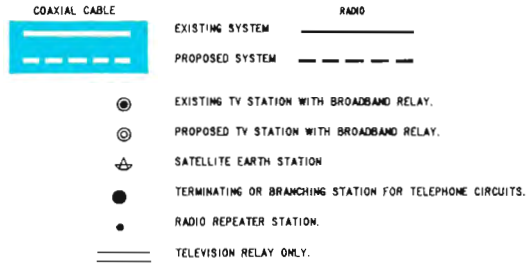 COAXIAL CABLE RADIO
EXISTING SYSTEM
PROPOSED SYSTEM
EXISTING TV STATION WITH BROADBAND RELAY.
PROPOSED TV STATION WITH BROADBAND RELAY.
SATELLITE EARTH STATION
TERMINATING OR BRANCHING STATION FOR TELEPHONE CIRCUITS.
RADIO REPEATER STATION.
TELEVISION RELAY ONLY.